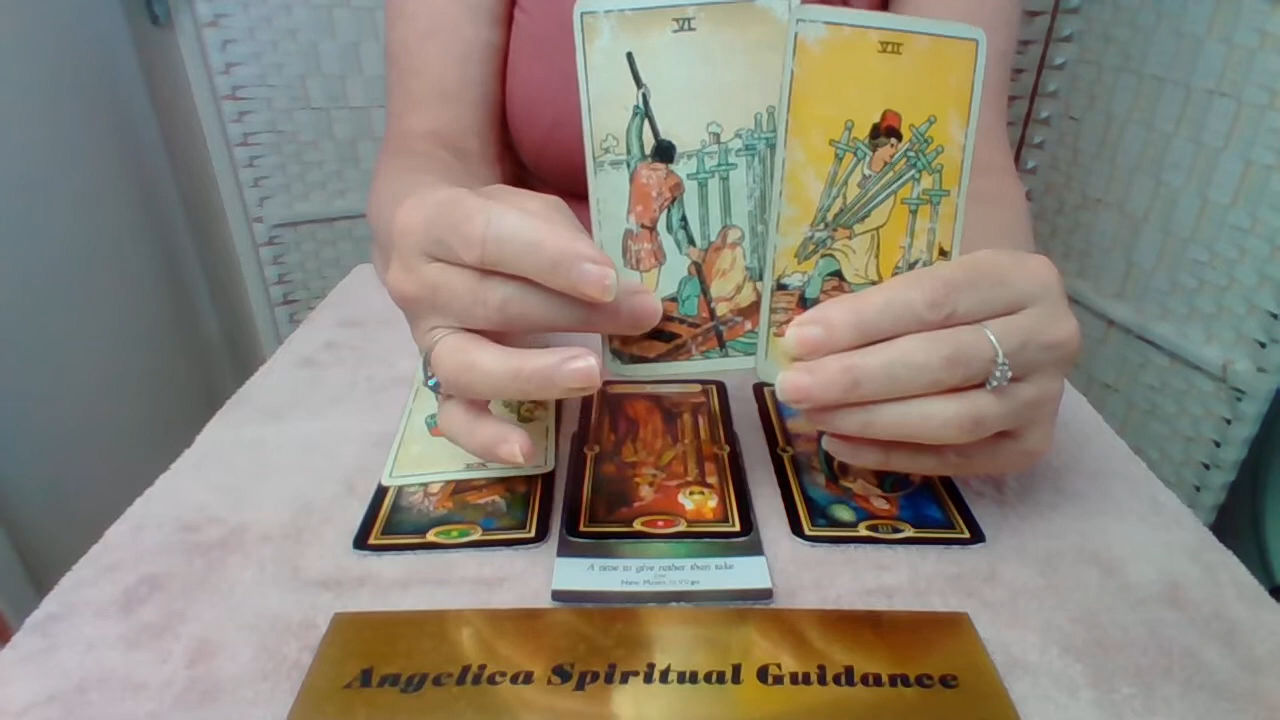 VI
VII
A time to give rather than take
New Moon in Virgo
Angelica Spiritual Guidance